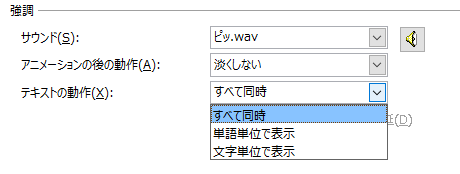 強調
サウンド(S):
ピッ.wav
アニメーションの後の動作(A):
淡くしない
テキストの動作(X):
すべて同時
すべて同時
単語単位で表示
(D)
文字単位で表示